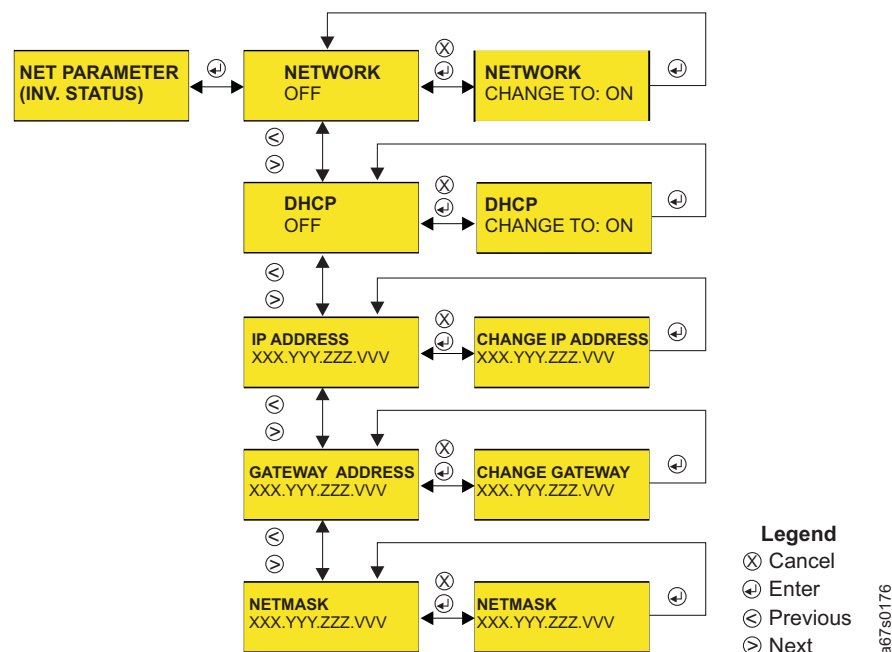 NET PARAMETER
(INV. STATUS)
NETWORK
OFF
NETWORK
CHANGE TO: ON
DHCP
OFF
DHCP
CHANGE TO: ON
IP ADDRESS
XXX.YYY.ZZZ.VVV
CHANGE IP ADDRESS
XXX.YYY.ZZZ.VVV
GATEWAY ADDRESS
XXX.YYY.ZZZ.VVV
CHANGE GATEWAY
XXX.YYY.ZZZ.VVV
NETMASK
XXX.YYY.ZZZ.VVV
NETMASK
XXX.YYY.ZZZ.VVV
Legend
Cancel
Enter
Previous
Next
a67s0176